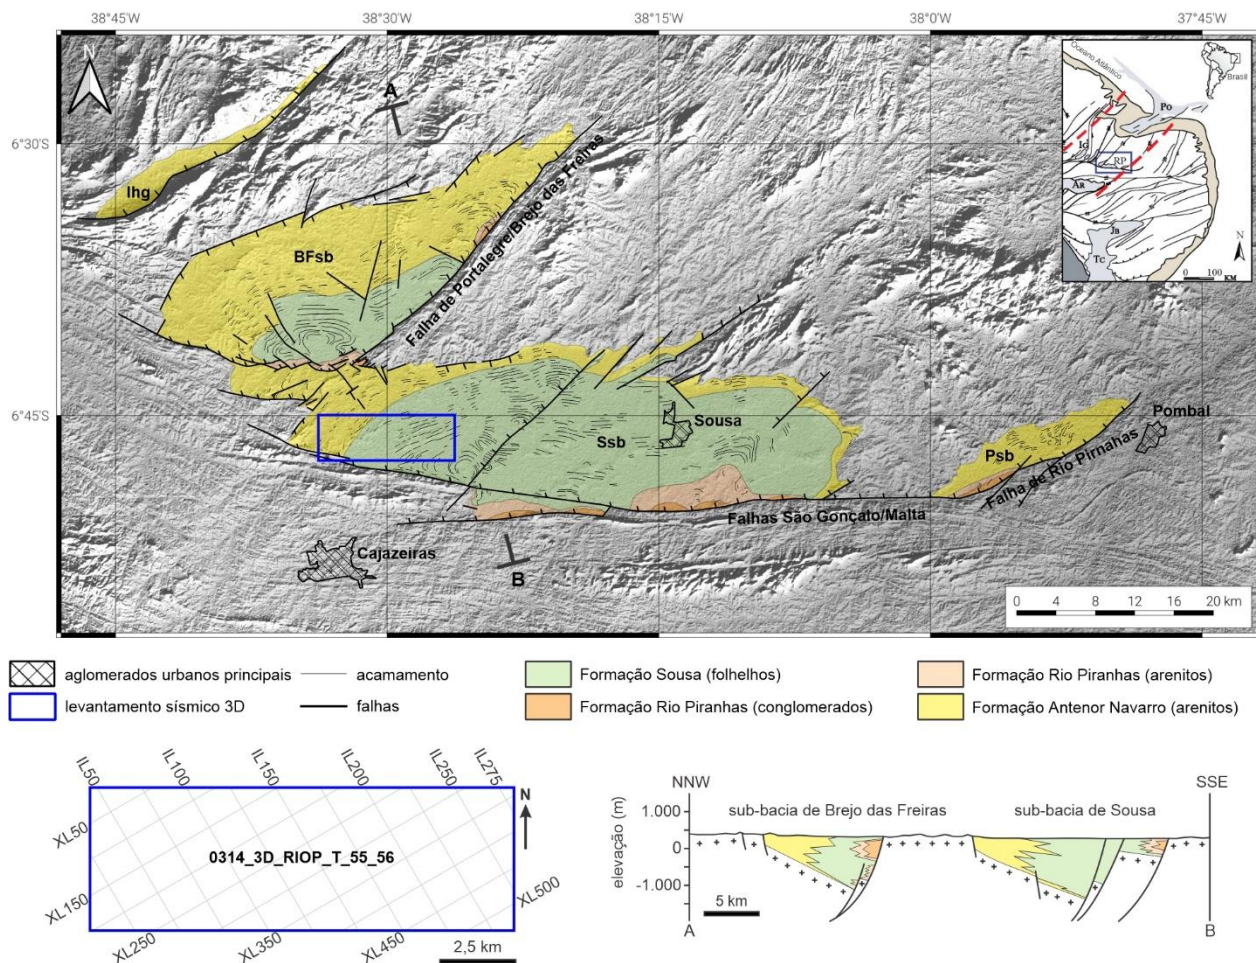 38°45'W 38°30'W 38°15'W 38°0'W 37°45'W
N
A
Oceano Atlântico
Brasil
Po
6°30'S
Ig
RP
Ihg
Ar
Falha de Portalegre/Brejo das Freiras
BFsb
Jb
N
Tc
0 100
KM
6°45'S
Sousa
Pombal
Ssb
Psb
Falha de Rio Pirnahas
Falhas São Gonçalo/Malta
Cajazeiras
B
0 4 8 12 16 20 km
aglomerados urbanos principais
acamamento
Formação Sousa (folhelhos)
Formação Rio Piranhas (arenitos)
levantamento sísmico 3D
falhas
Formação Rio Piranhas (conglomerados)
Formação Antenor Navarro (arenitos)
IL50 IL100 IL150 IL200 IL250 IL275
N
XL50
0314_3D_RIOP_T_55_56
XL150
XL500
XL250 XL350 XL450
2,5 km
NNW
SSE
elevação (m)
1.000
sub-bacia de Brejo das Freiras
sub-bacia de Sousa
0
-1.000
5 km
A
B